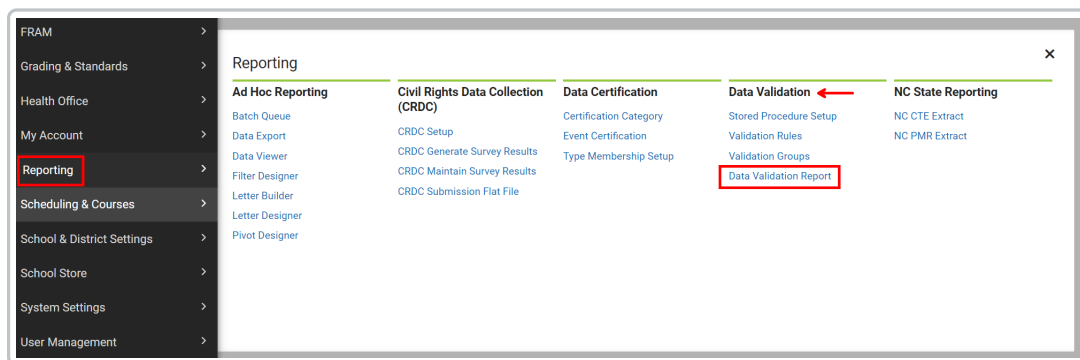 FRAM
Grading & Standards
Health Office
My Account
Reporting
Scheduling & Courses
School & District Settings
School Store
System Settings
User Management
Reporting
Ad Hoc Reporting
Batch Queue
Data Export
Data Viewer
Filter Designer
Letter Builder
Letter Designer
Pivot Designer
Civil Rights Data Collection
(CRDC)
CRDC Setup
CRDC Generate Survey Results
CRDC Maintain Survey Results
CRDC Submission Flat File
Data Certification
Certification Category
Event Certification
Type Membership Setup
Data Validation
Stored Procedure Setup
Validation Rules
Validation Groups
Data Validation Report
NC State Reporting
NC CTE Extract
NC PMR Extract